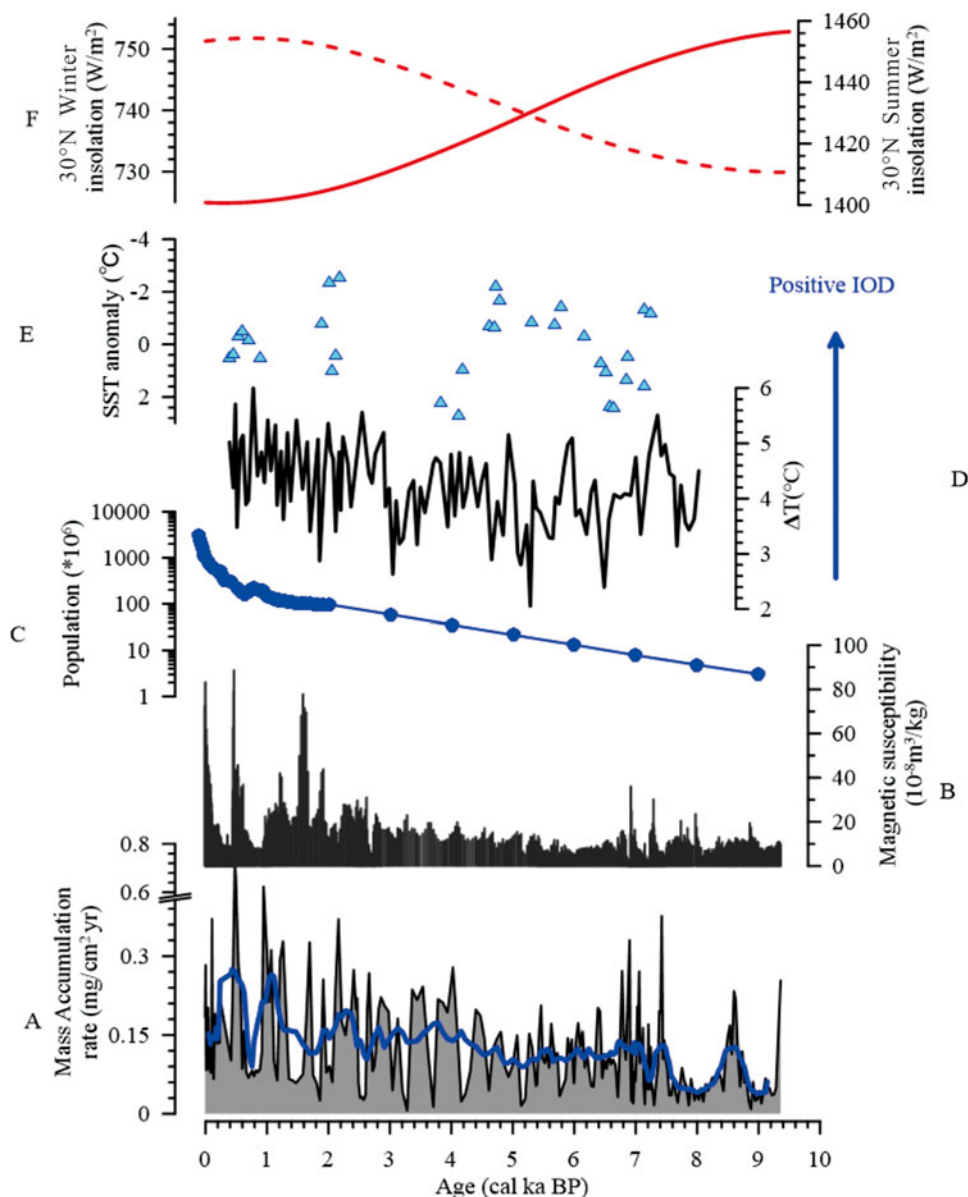 F
30°N Winter
insolation (W/m²)
750
740
730
1460
1440
1420
1400
30°N Summer
insolation (W/m²)
E
SST anomaly (℃)
-4
-2
0
2
Positive IOD
D
6
5
4
3
2
ΔT(℃)
C
Population (*10⁶)
10000
1000
100
10
1
100
80
60
40
20
0
Magnetic susceptibility
(10⁻⁸m³/kg)
B
A
Mass Accumulation
rate (mg/cm² yr)
0.8
0.6
0.3
0.15
0
0 1 2 3 4 5 6 7 8 9 10
Age (cal ka BP)